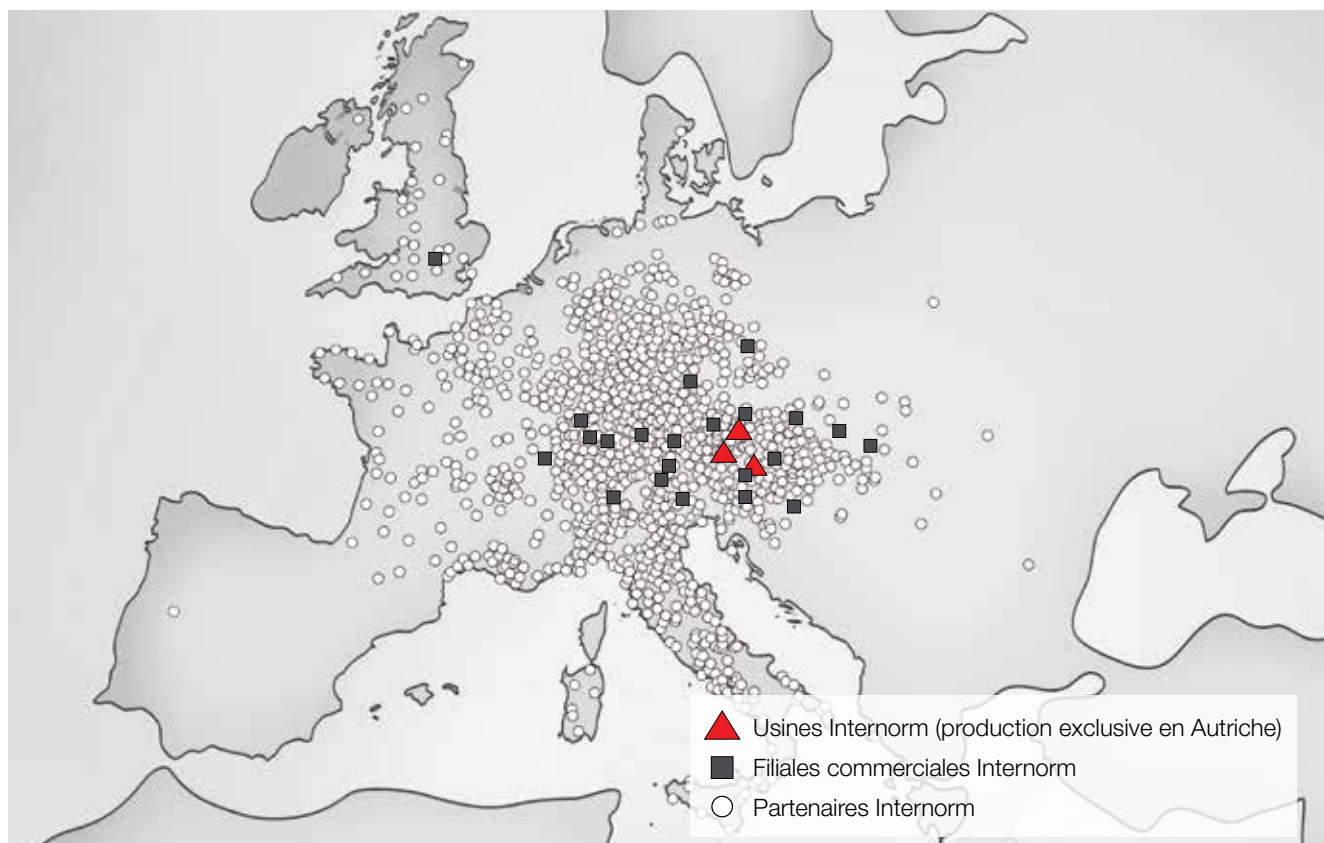 Usines Internorm (production exclusive en Autriche)
Filiales commerciales Internorm
Partenaires Internorm